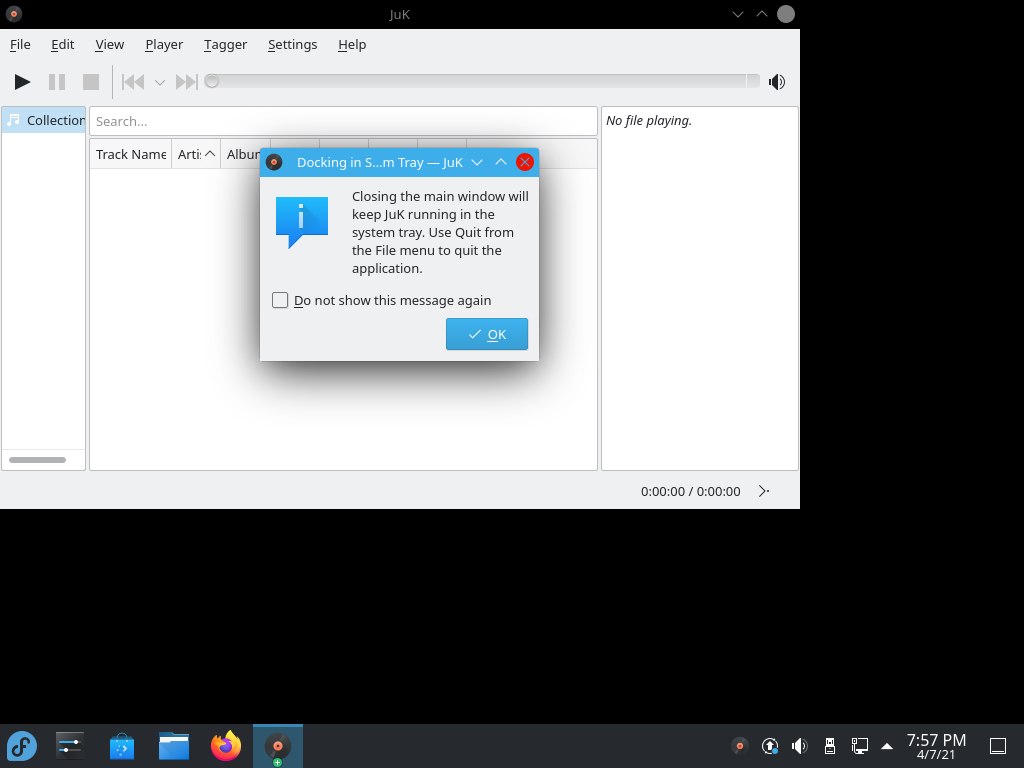 JuK
File Edit View Player Tagger Settings Help
Collection
Search...
No file playing.
Track Name Artis Album
Docking in S...m Tray — JuK
Closing the main window will
keep JuK running in the
system tray. Use Quit from
the File menu to quit the
application.
Do not show this message again
OK
0:00:00 / 0:00:00
7:57 PM
4/7/21